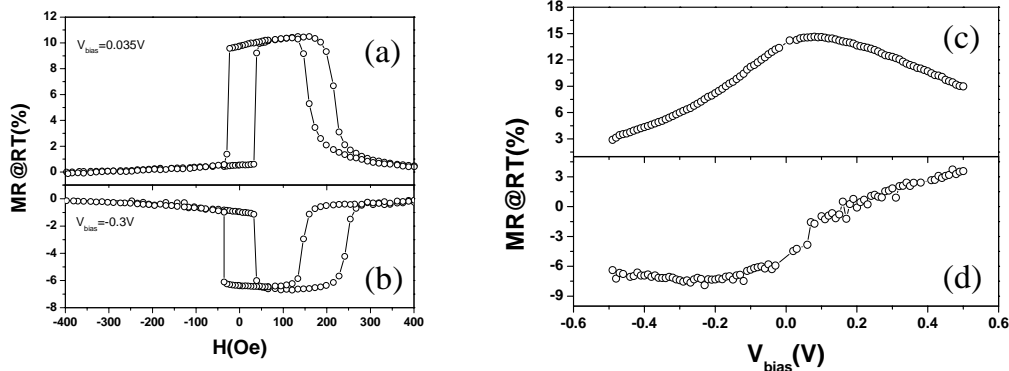 12
10
8
6
4
2
0
V_bias=0.035V
(a)
0
-2
-4
-6
-8
V_bias=-0.3V
(b)
MR@RT(%)
-400 -300 -200 -100 0 100 200 300 400
H(Oe)
18
15
12
9
6
3
(c)
3
0
-3
-6
-9
(d)
MR@RT(%)
-0.6 -0.4 -0.2 0.0 0.2 0.4 0.6
V_bias(V)